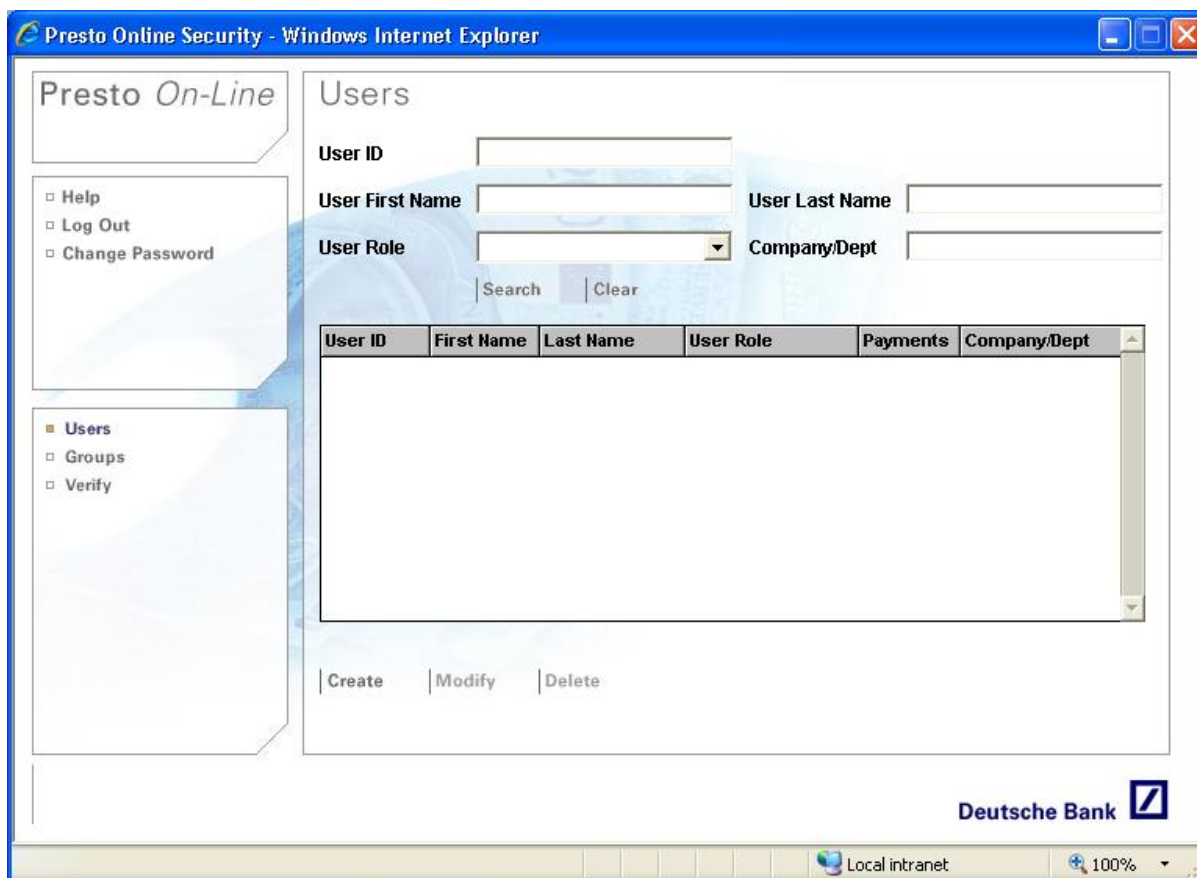 Presto Online Security - Windows Internet Explorer
Presto On-Line
Help
Log Out
Change Password
Users
Groups
Verify
Users
User ID
User First Name User Last Name
User Role Company/Dept
Search Clear
User ID First Name Last Name User Role Payments Company/Dept
Create Modify Delete
Deutsche Bank
Local intranet 100%